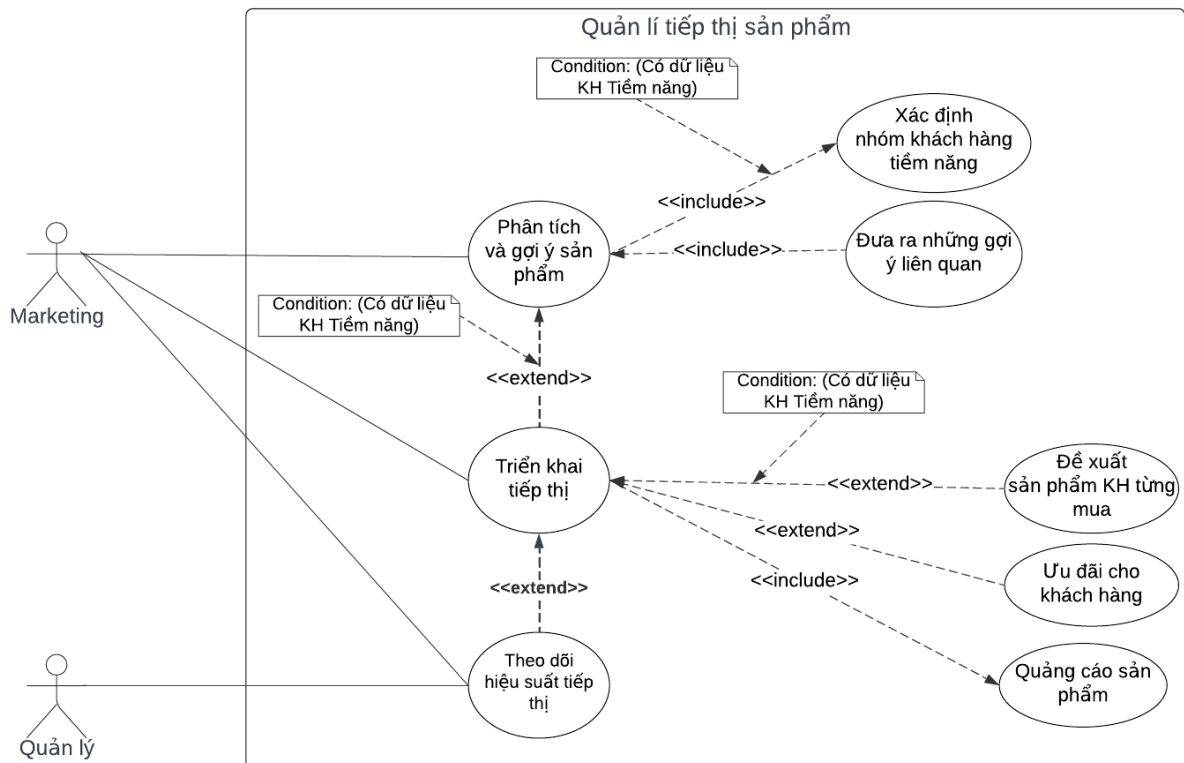 Quản lí tiếp thị sản phẩm
Condition: (Có dữ liệu
KH Tiềm năng)
Xác định
nhóm khách hàng
tiềm năng
<<include>>
Phân tích
và gợi ý sản
phẩm
<<include>>
Đưa ra những gợi
ý liên quan
Marketing
Condition: (Có dữ liệu
KH Tiềm năng)
<<extend>>
Condition: (Có dữ liệu
KH Tiềm năng)
Triển khai
tiếp thị
<<extend>>
Đề xuất
sản phẩm KH từng
mua
<<extend>>
Ưu đãi cho
khách hàng
<<include>>
<<extend>>
Theo dõi
hiệu suất tiếp
thị
Quảng cáo sản
phẩm
Quản lý